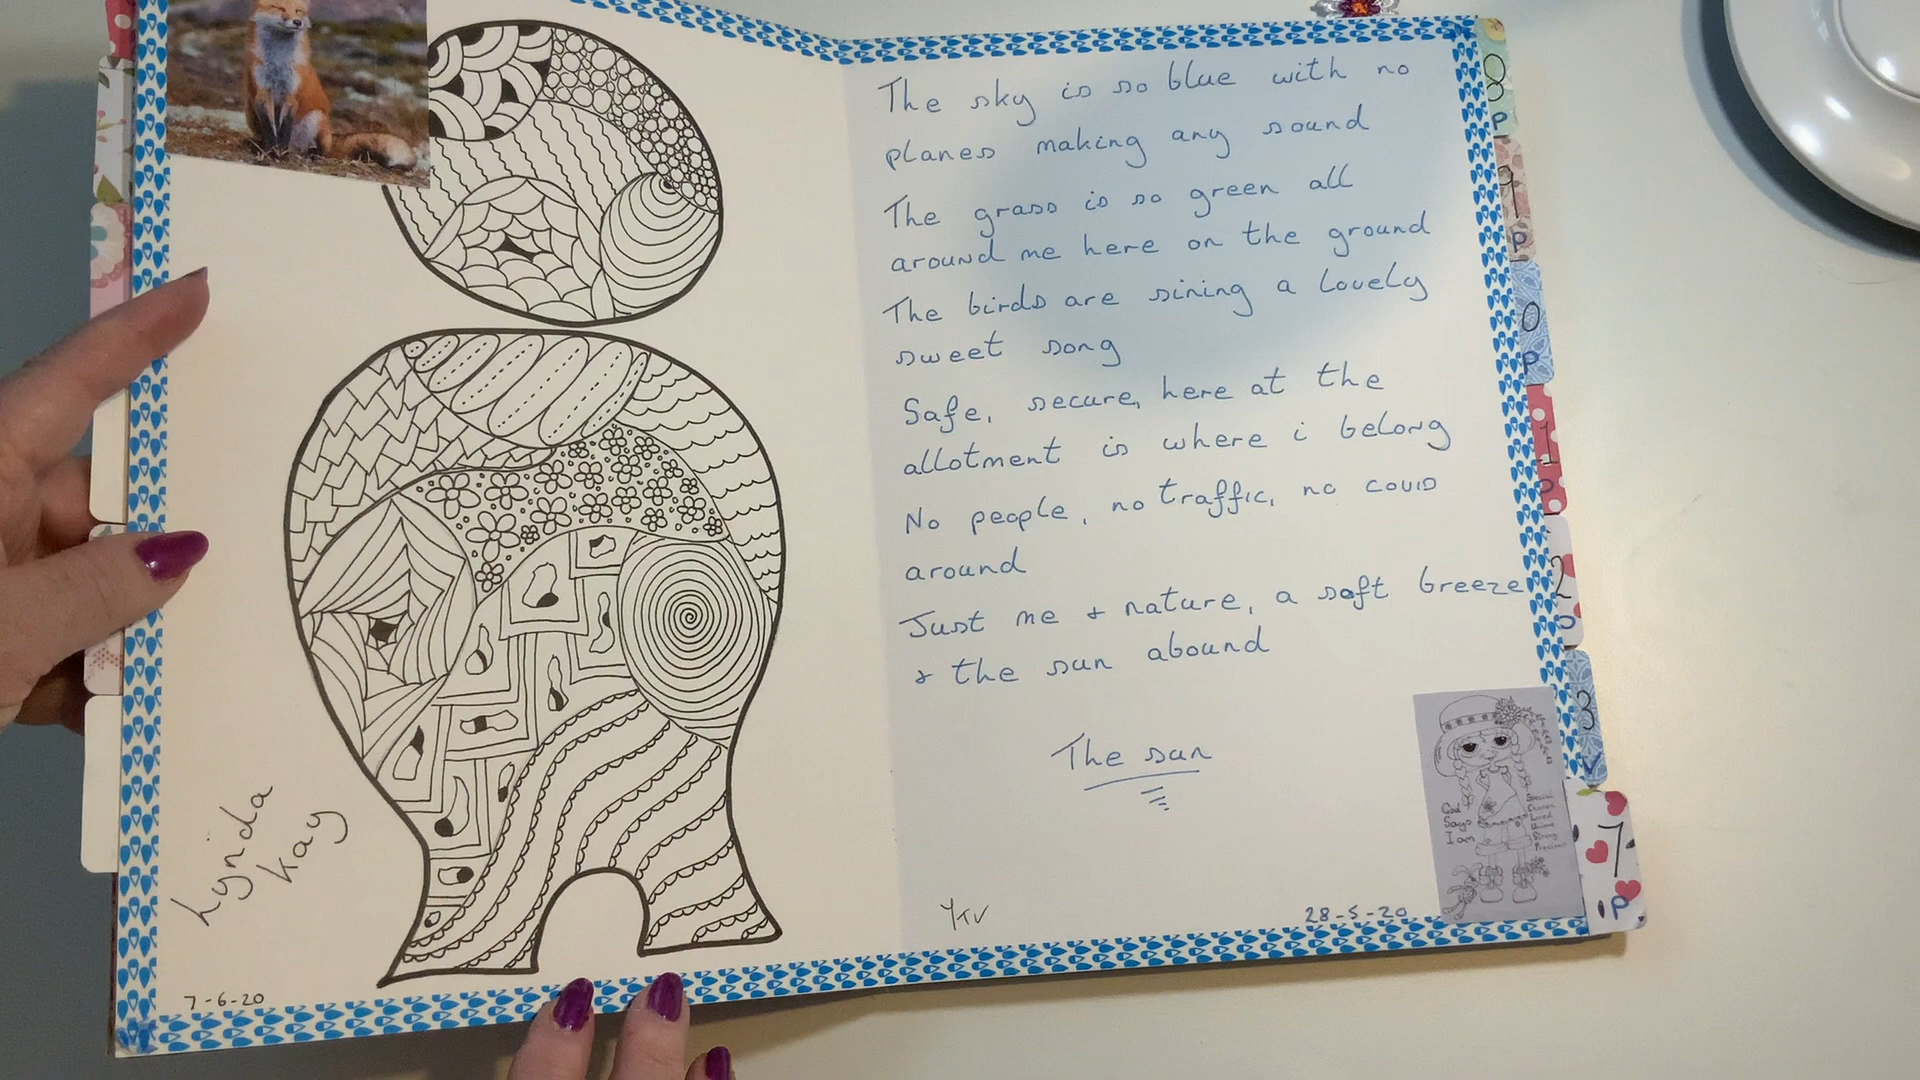 The sky is so blue with no
planes making any sound
The grass is so green all
around me here on the ground
The birds are sining a lovely
sweet song
Safe, secure, here at the
allotment is where i belong
No people, no traffic, no covid
around
Just me & nature, a soft breeze
& the sun abound
The sun
YTV
28-5-20
Lynda
Kay
7-6-20
God
Says
I am
Special
Chosen
Loved
Unique
Strong
Precious
8
P
9
P
0
P
1
P
2
P
3
7
P